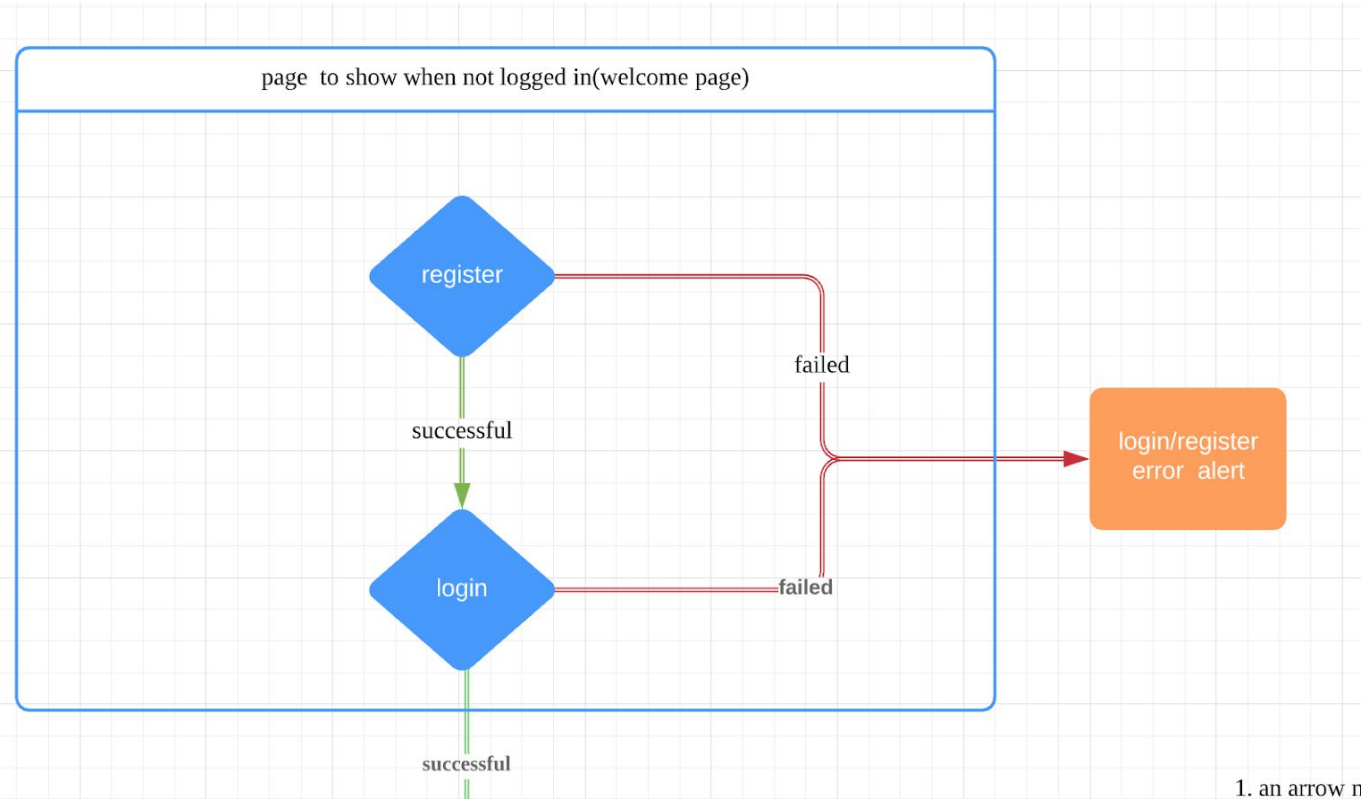 page  to show when not logged in(welcome page)
register
failed
successful
login/register
error  alert
login
failed
successful
1. an arrow